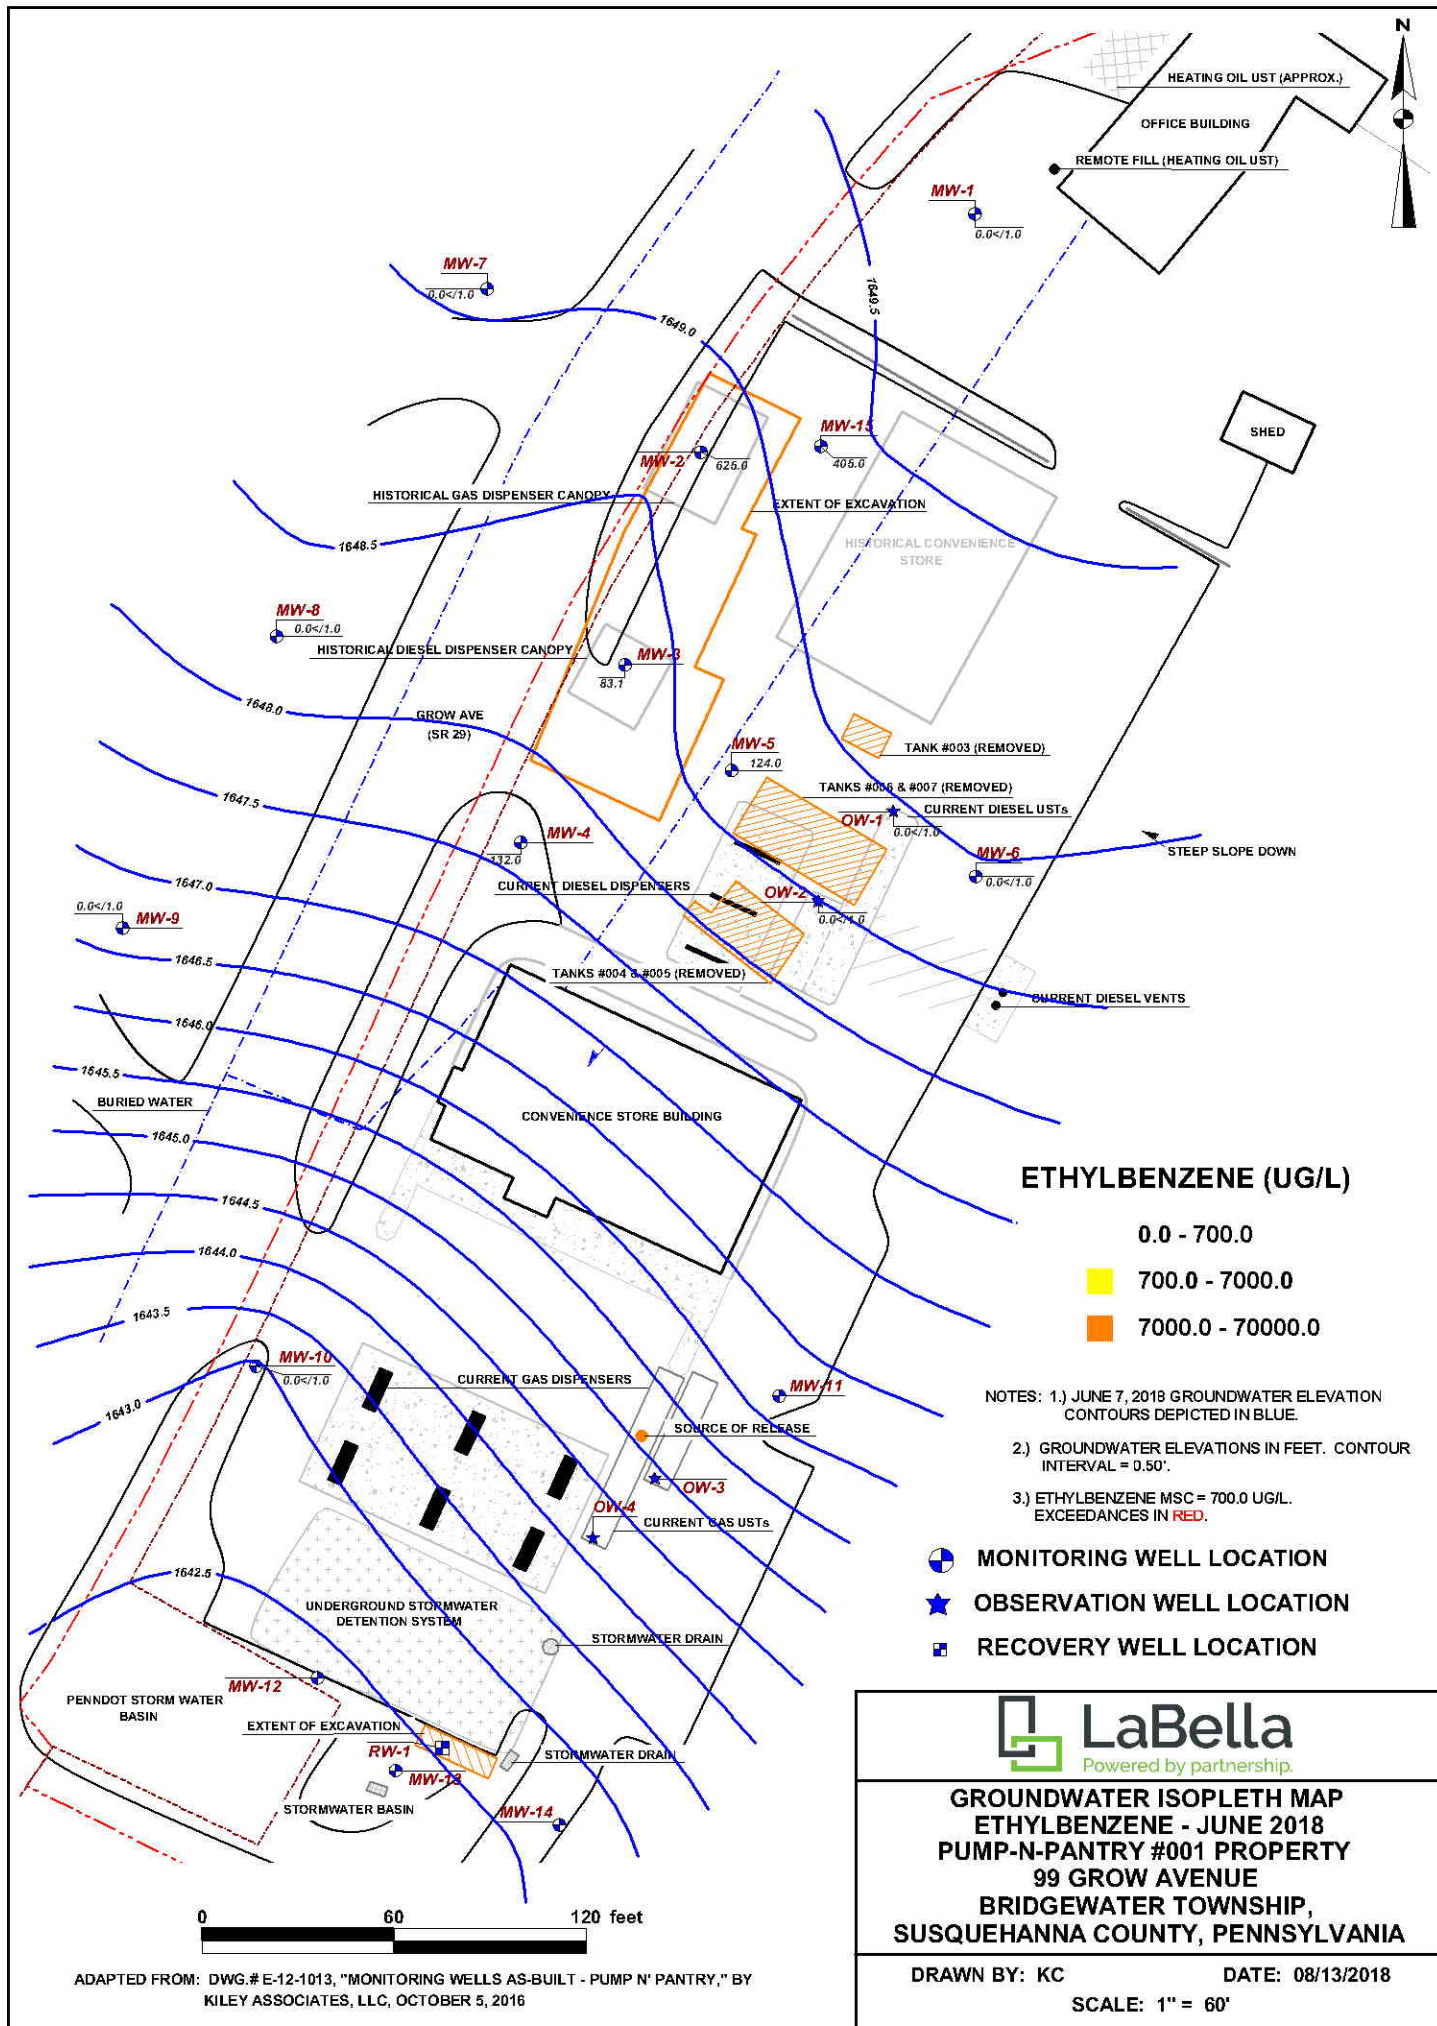 N
HEATING OIL UST (APPROX.)
OFFICE BUILDING
REMOTE FILL (HEATING OIL UST)
MW-1
0.0</1.0
MW-7
0.0</1.0
1649.5
1649.0
SHED
MW-15
405.0
MW-2
625.0
HISTORICAL GAS DISPENSER CANOPY
EXTENT OF EXCAVATION
HISTORICAL CONVENIENCE
STORE
1648.5
MW-8
0.0</1.0
HISTORICAL DIESEL DISPENSER CANOPY
MW-3
83.1
1648.0
GROW AVE
(SR 29)
MW-5
124.0
TANK #003 (REMOVED)
TANKS #006 & #007 (REMOVED)
1647.5
CURRENT DIESEL USTs
OW-1
0.0</1.0
MW-4
132.0
STEEP SLOPE DOWN
MW-6
0.0</1.0
1647.0
CURRENT DIESEL DISPENSERS
OW-2
0.0</1.0
0.0</1.0
MW-9
1646.5
TANKS #004 & #005 (REMOVED)
CURRENT DIESEL VENTS
1646.0
1645.5
BURIED WATER
CONVENIENCE STORE BUILDING
1645.0
1644.5
1644.0
1643.5
ETHYLBENZENE (UG/L)
0.0 - 700.0
700.0 - 7000.0
7000.0 - 70000.0
MW-10
0.0</1.0
CURRENT GAS DISPENSERS
MW-11
1643.0
SOURCE OF RELEASE
OW-3
OW-4
CURRENT GAS USTs
NOTES: 1.) JUNE 7, 2018 GROUNDWATER ELEVATION
CONTOURS DEPICTED IN BLUE.
2.) GROUNDWATER ELEVATIONS IN FEET. CONTOUR
INTERVAL = 0.50'.
3.) ETHYLBENZENE MSC = 700.0 UG/L.
EXCEEDANCES IN RED.
MONITORING WELL LOCATION
OBSERVATION WELL LOCATION
RECOVERY WELL LOCATION
1642.5
UNDERGROUND STORMWATER
DETENTION SYSTEM
STORMWATER DRAIN
MW-12
PENNDOT STORM WATER
BASIN
EXTENT OF EXCAVATION
RW-1
STORMWATER DRAIN
MW-13
STORMWATER BASIN
MW-14
LaBella
Powered by partnership.
GROUNDWATER ISOPLETH MAP
ETHYLBENZENE - JUNE 2018
PUMP-N-PANTRY #001 PROPERTY
99 GROW AVENUE
BRIDGEWATER TOWNSHIP,
SUSQUEHANNA COUNTY, PENNSYLVANIA
DRAWN BY: KC
DATE: 08/13/2018
SCALE: 1" = 60'
0 60 120 feet
ADAPTED FROM: DWG.# E-12-1013, "MONITORING WELLS AS-BUILT - PUMP N' PANTRY," BY
KILEY ASSOCIATES, LLC, OCTOBER 5, 2016